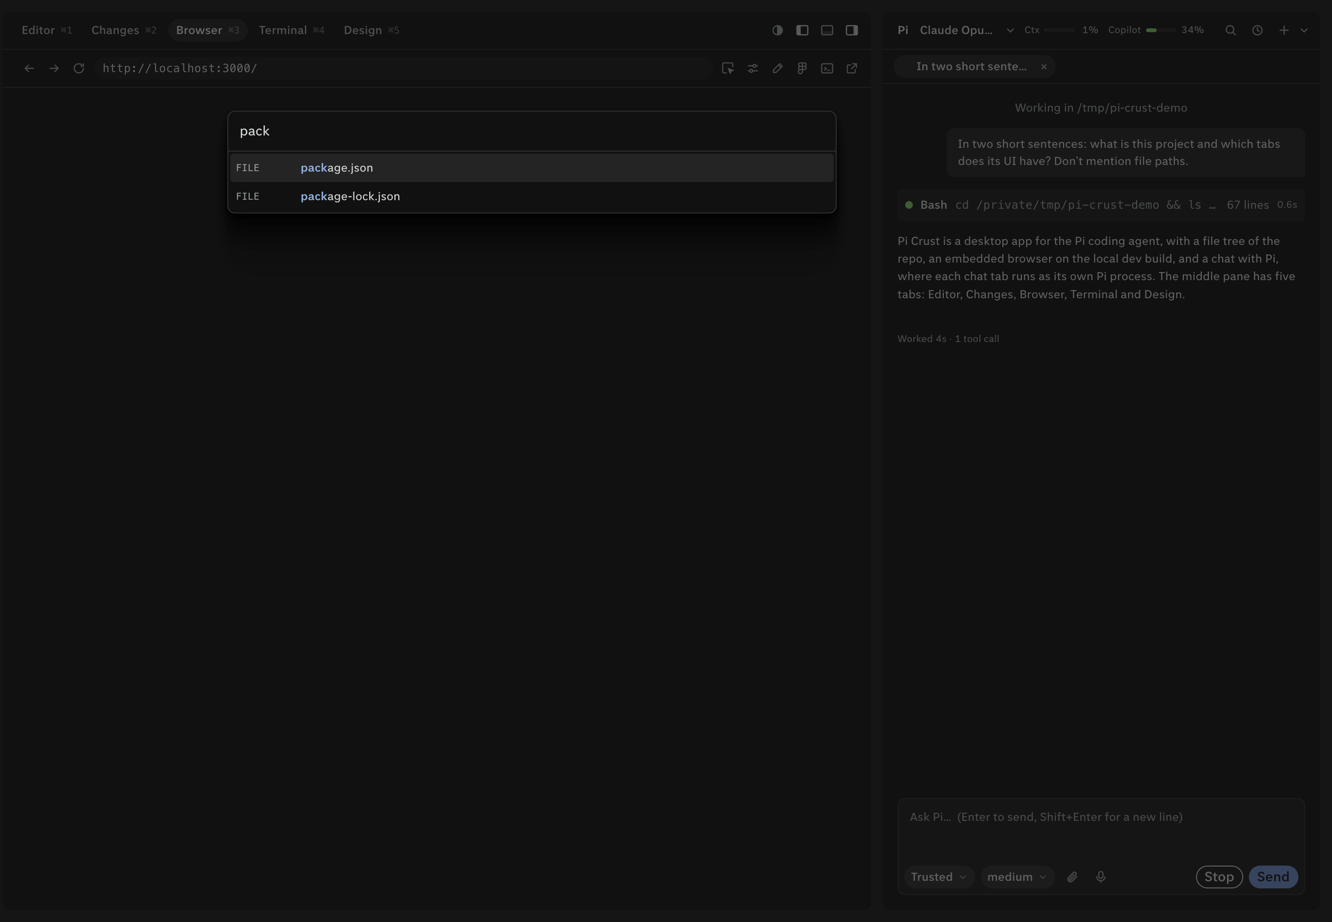 Editor ⌘1 Changes ⌘2 Browser ⌘3 Terminal ⌘4 Design ⌘5
http://localhost:3000/
pack
FILE package.json
FILE package-lock.json
Pi Claude Opu... Ctx 1% Copilot 34%
In two short sente... ×
Working in /tmp/pi-crust-demo
In two short sentences: what is this project and which tabs
does its UI have? Don't mention file paths.
Bash cd /private/tmp/pi-crust-demo && ls … 67 lines 0.6s
Pi Crust is a desktop app for the Pi coding agent, with a file tree of the
repo, an embedded browser on the local dev build, and a chat with Pi,
where each chat tab runs as its own Pi process. The middle pane has five
tabs: Editor, Changes, Browser, Terminal and Design.
Worked 4s · 1 tool call
Ask Pi... (Enter to send, Shift+Enter for a new line)
Trusted medium Stop Send